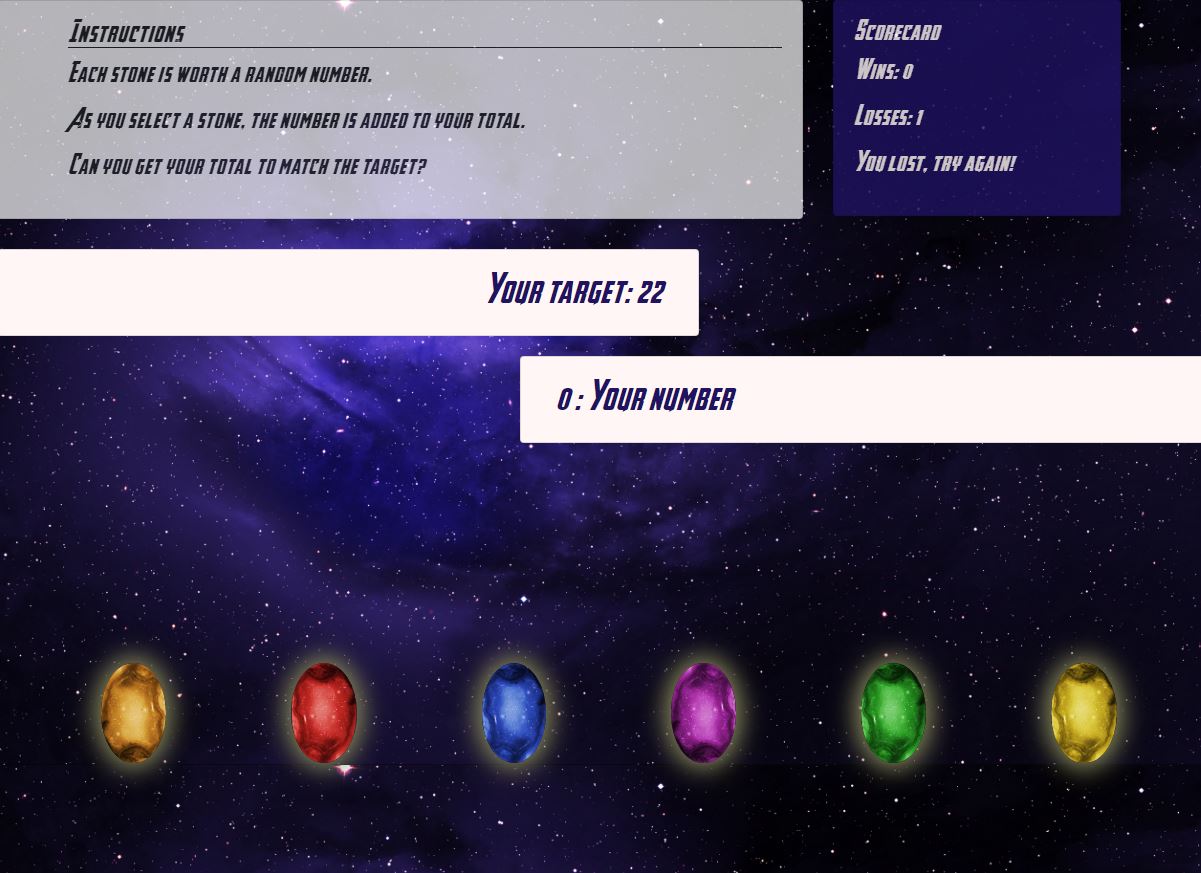 Instructions
Each stone is worth a random number.
As you select a stone, the number is added to your total.
Can you get your total to match the target?
Scorecard
Wins: 0
Losses: 1
You lost, try again!
Your target: 22
0 : Your number